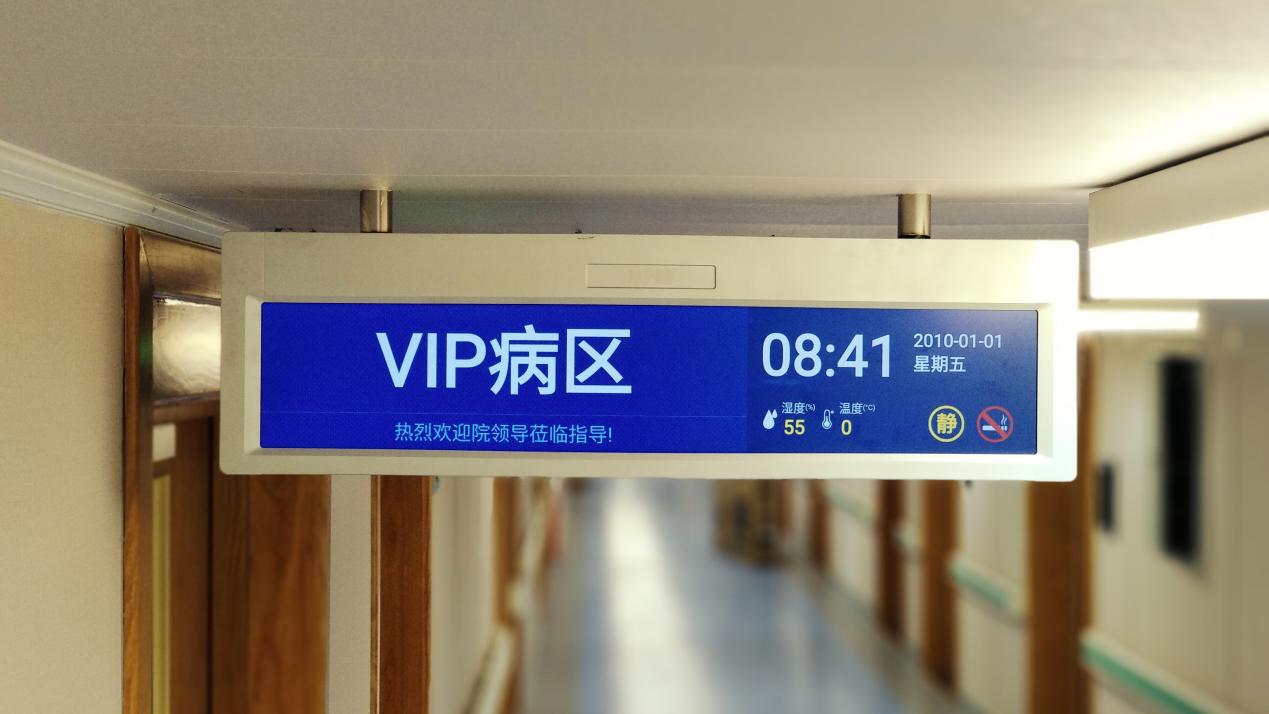 VIP病区
热烈欢迎院领导莅临指导!
08:41
2010-01-01
星期五
湿度(%)
55
温度(°C)
0
静